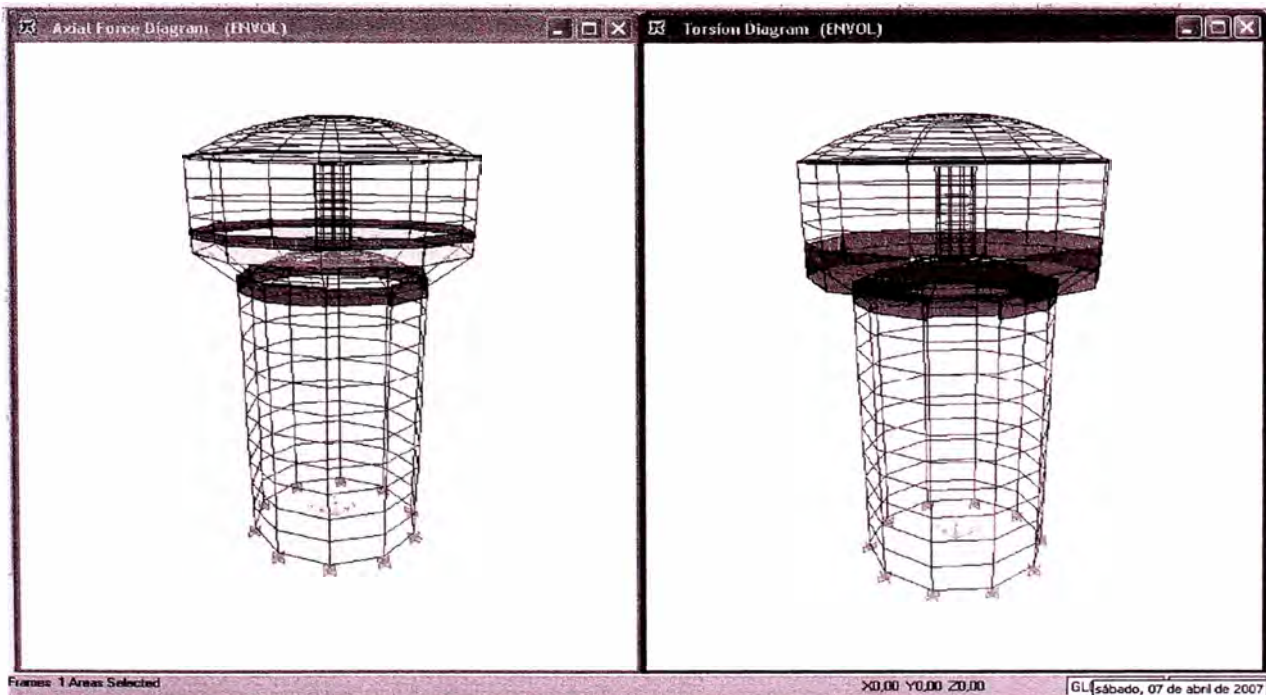 Axial Force Diagram (ENVOL)
Torsion Diagram (ENVOL)
Frames 1 Areas Selected
X0,00 Y0,00 Z0,00
GL
sábado, 07 de abril de 2007